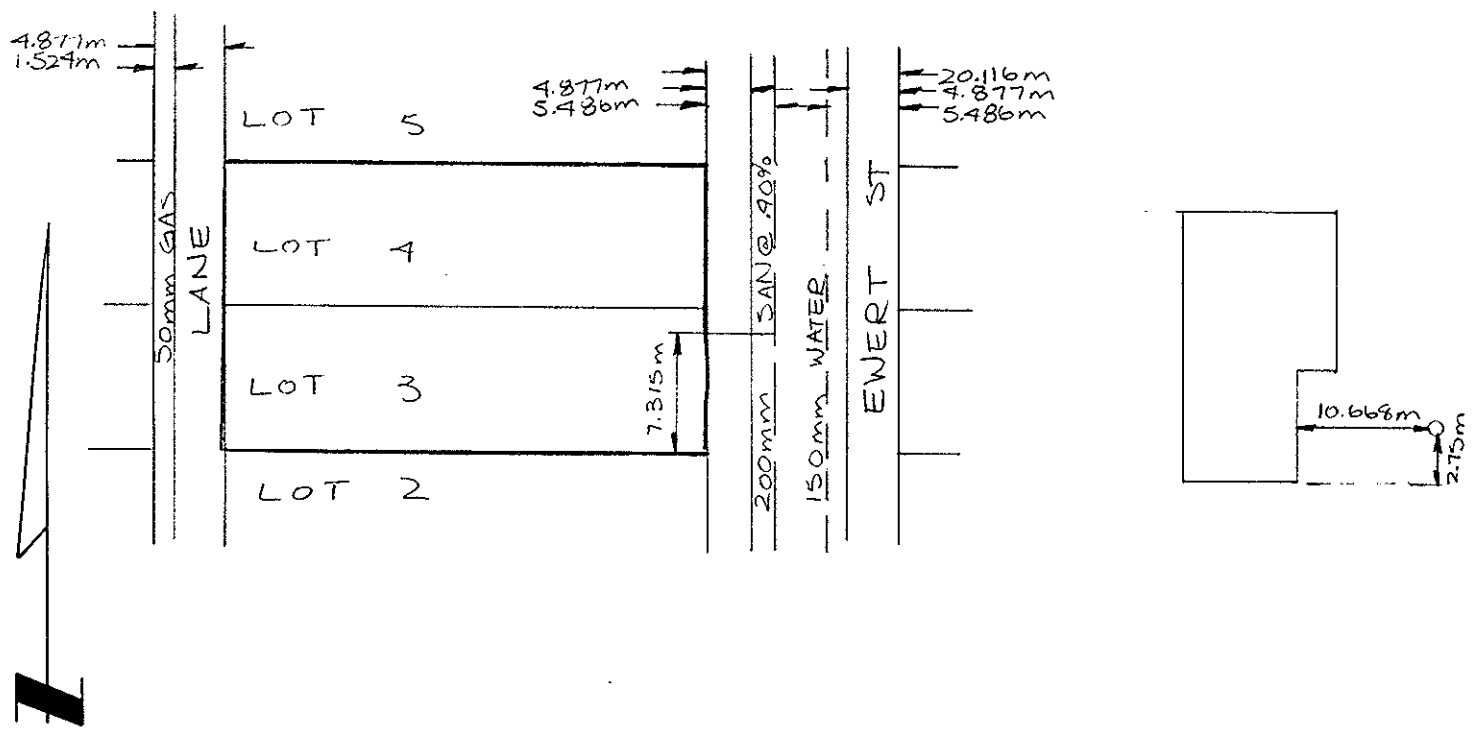 4.877m
1.524m
4.877m
5.486m
20.116m
4.877m
5.486m
LOT 5
LOT 4
LOT 3
LOT 2
50mm GAS
LANE
7.315m
200mm SAN @ .40%
150mm WATER
EWERT ST
10.668m
2.75m
N